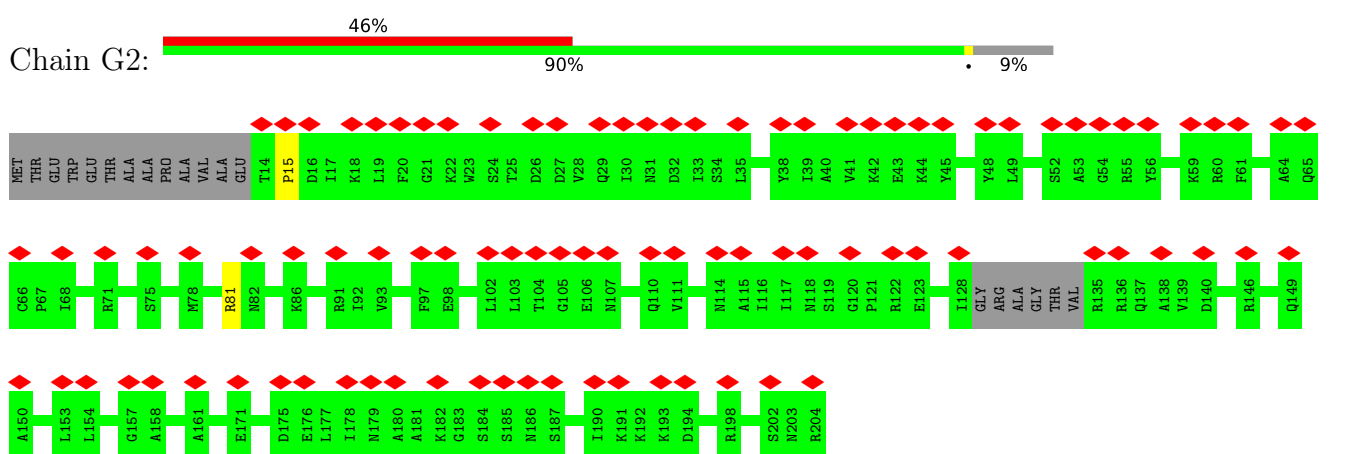 46%
Chain G2:
90% • 9%
MET THR GLU TRP GLU THR ALA ALA PRO ALA VAL ALA GLU T14 P15 D16 I17 K18 L19 F20 G21 K22 W23 S24 T25 D26 D27 V28 Q29 I30 N31 D32 I33 S34 L35 Y38 I39 A40 V41 K42 E43 K44 Y45 Y48 L49 S52 A53 G54 R55 Y56 K59 R60 F61 A64 Q65
C66 P67 I68 R71 S75 M78 R81 N82 K86 R91 I92 V93 F97 E98 L102 L103 T104 G105 E106 N107 Q110 V111 N114 A115 I116 I117 N118 S119 G120 P121 R122 E123 I128 GLY ARG ALA GLY THR VAL R135 R136 Q137 A138 V139 D140 R146 Q149
A150 L153 L154 G157 A158 A161 E171 D175 E176 L177 I178 N179 A180 A181 K182 G183 S184 S185 N186 S187 I190 K191 K192 K193 D194 R198 S202 N203 R204